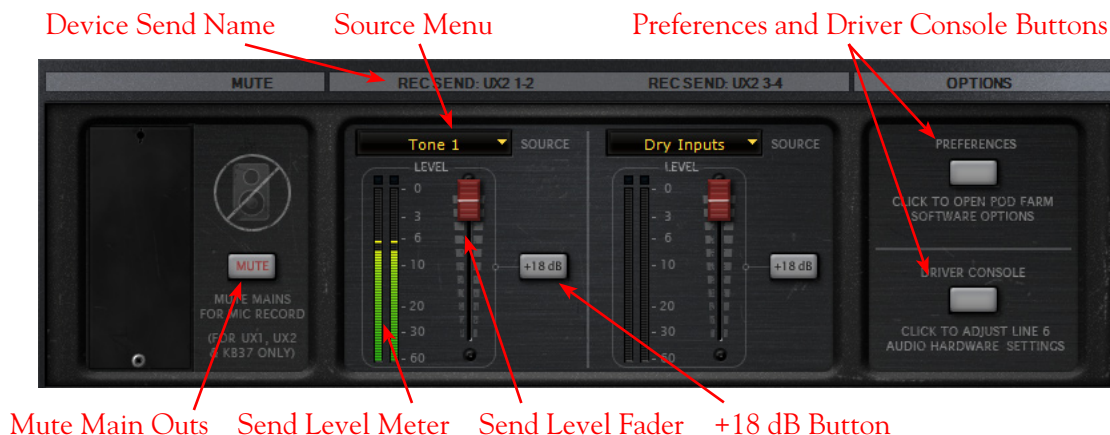 Device Send Name
Source Menu
Preferences and Driver Console Buttons
MUTE
REC SEND: UX2 1-2
REC SEND: UX2 3-4
OPTIONS
Tone 1
SOURCE
LEVEL
0
3
6
10
20
30
60
+18 dB
Dry Inputs
SOURCE
LEVEL
0
3
6
10
20
30
60
+18 dB
MUTE
MUTE MAINS
FOR MIC RECORD
(FOR UX1, UX2
& KB37 ONLY)
PREFERENCES
CLICK TO OPEN POD FARM
SOFTWARE OPTIONS
DRIVER CONSOLE
CLICK TO ADJUST LINE 6
AUDIO HARDWARE SETTINGS
Mute Main Outs
Send Level Meter
Send Level Fader
+18 dB Button